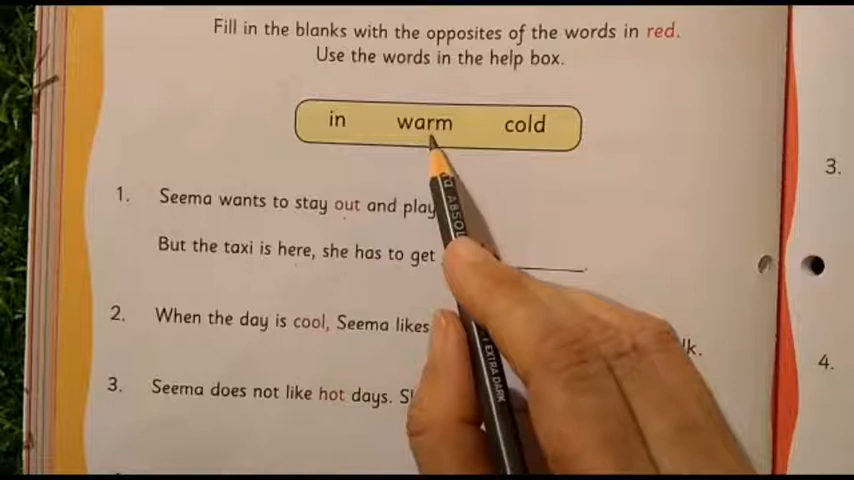 Fill in the blanks with the opposites of the words in red.
Use the words in the help box.
in warm cold
1. Seema wants to stay out and play
But the taxi is here, she has to get
2. When the day is cool, Seema likes
3. Seema does not like hot days.
3.
4.
EXTRA DARK